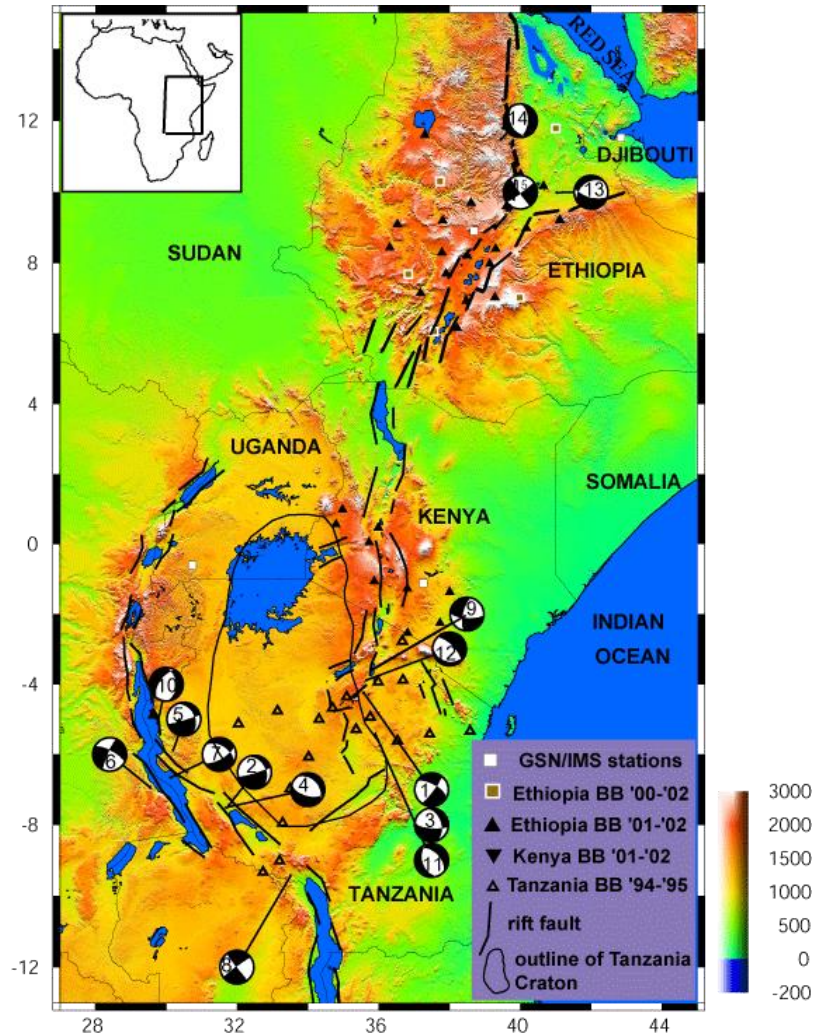 RED SEA
12
14
DJIBOUTI
15
13
SUDAN
8
ETHIOPIA
4
UGANDA
SOMALIA
KENYA
0
9
INDIAN
OCEAN
12
-4
10
5
6
7
2
4
1
3
11
-8
TANZANIA
8
-12
28
32
36
40
44
GSN/IMS stations
Ethiopia BB '00-'02
Ethiopia BB '01-'02
Kenya BB '01-'02
Tanzania BB '94-'95
rift fault
outline of Tanzania
Craton
3000
2000
1500
1000
500
0
-200